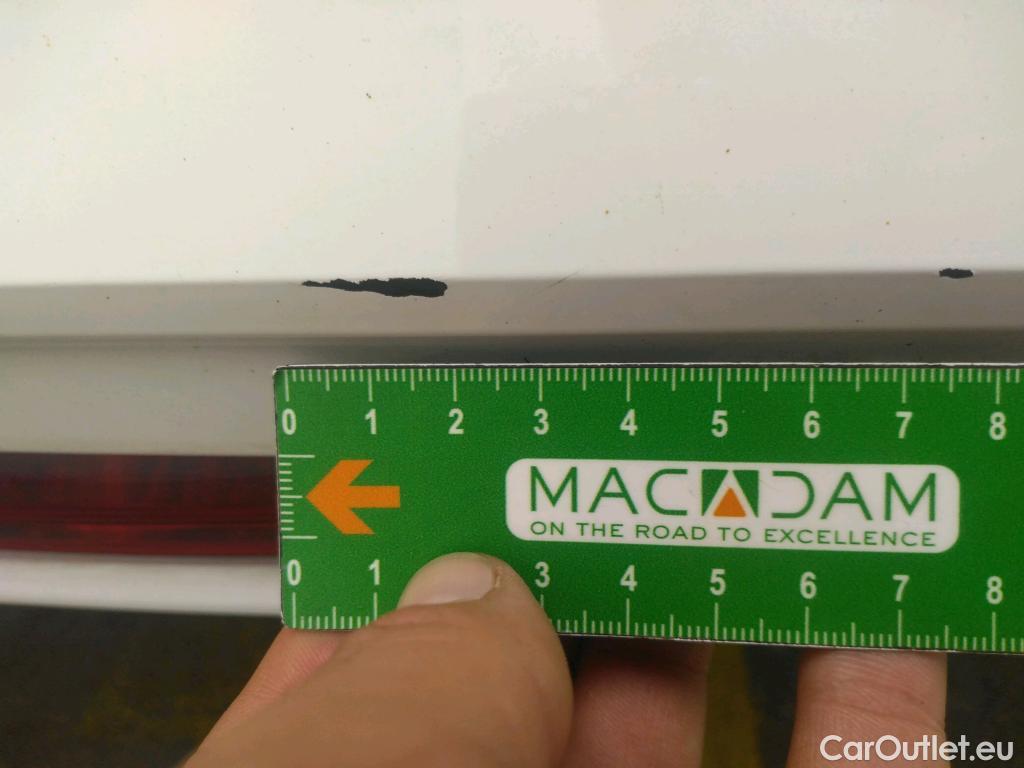 0 1 2 3 4 5 6 7 8
MACADAM
ON THE ROAD TO EXCELLENCE
0 1 3 4 5 6 7 8
CarOutlet.eu